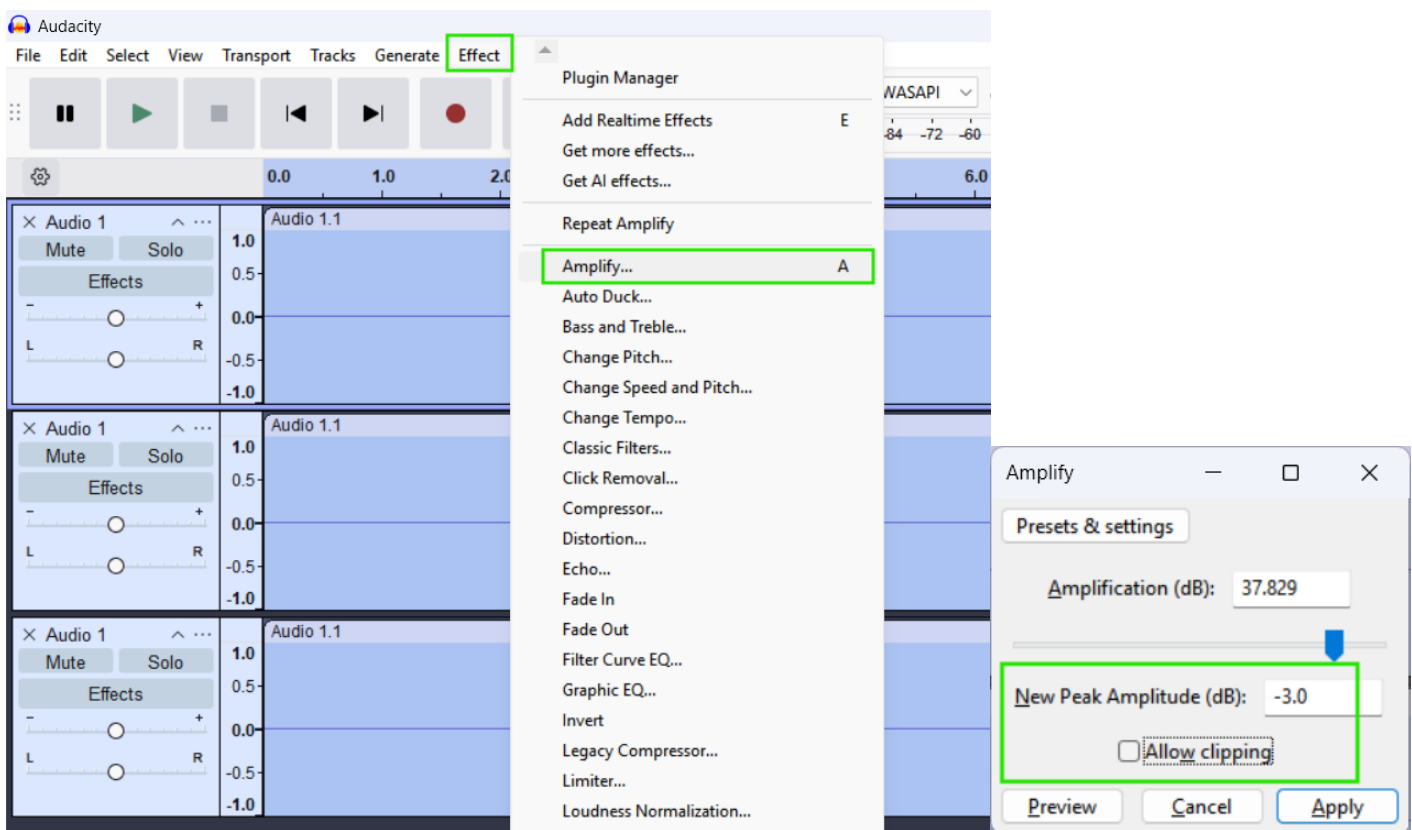 Audacity
File Edit Select View Transport Tracks Generate Effect
Plugin Manager
Add Realtime Effects E
Get more effects...
Get AI effects...
Repeat Amplify
Amplify... A
Auto Duck...
Bass and Treble...
Change Pitch...
Change Speed and Pitch...
Change Tempo...
Classic Filters...
Click Removal...
Compressor...
Distortion...
Echo...
Fade In
Fade Out
Filter Curve EQ...
Graphic EQ...
Invert
Legacy Compressor...
Limiter...
Loudness Normalization...
WASAPI
-84 -72 -60
0.0 1.0 2.0 6.0
Audio 1 Audio 1.1
Mute Solo
Effects
- +
L R
1.0
0.5
0.0
-0.5
-1.0
Audio 1 Audio 1.1
Mute Solo
Effects
- +
L R
1.0
0.5
0.0
-0.5
-1.0
Audio 1 Audio 1.1
Mute Solo
Effects
- +
L R
1.0
0.5
0.0
-0.5
-1.0
Amplify
Presets & settings
Amplification (dB): 37.829
New Peak Amplitude (dB): -3.0
Allow clipping
Preview Cancel Apply